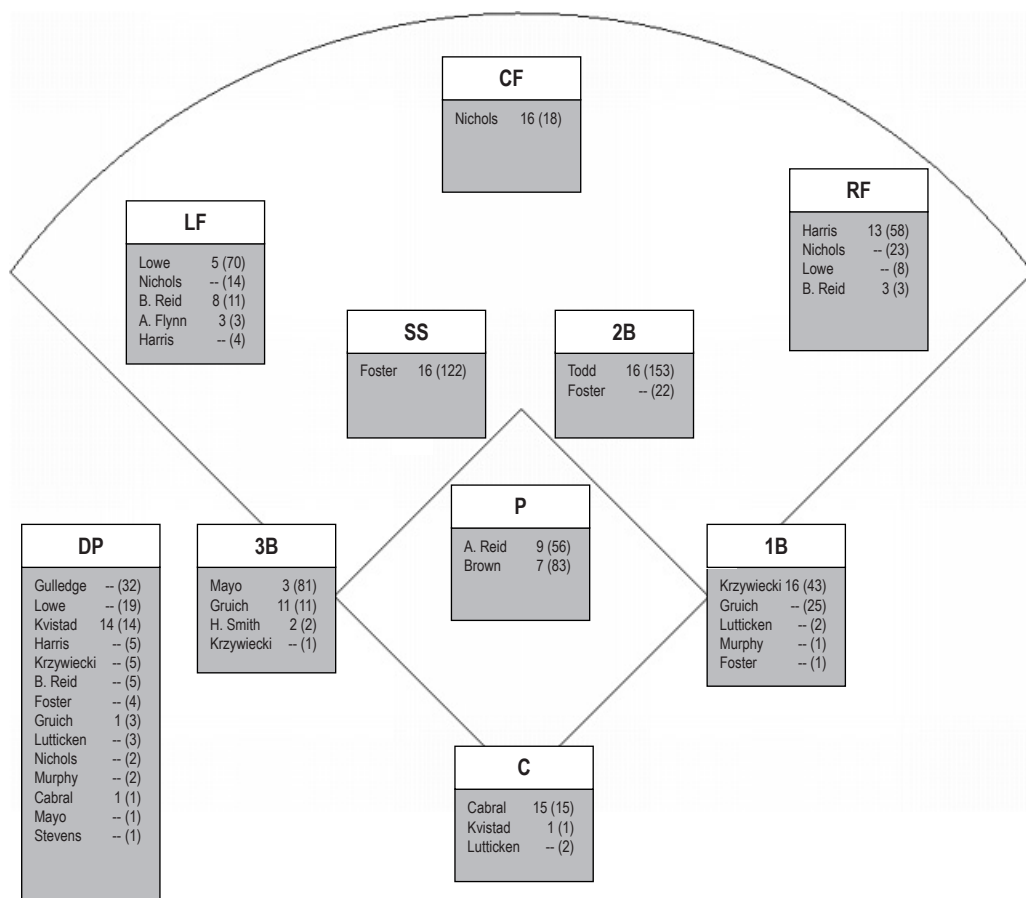 CF
Nichols 16 (18)
RF
Harris 13 (58)
Nichols -- (23)
Lowe -- (8)
B. Reid 3 (3)
LF
Lowe 5 (70)
Nichols -- (14)
B. Reid 8 (11)
A. Flynn 3 (3)
Harris -- (4)
SS
Foster 16 (122)
2B
Todd 16 (153)
Foster -- (22)
P
A. Reid 9 (56)
Brown 7 (83)
DP
Gulledge -- (32)
Lowe -- (19)
Kvistad 14 (14)
Harris -- (5)
Krzywiecki -- (5)
B. Reid -- (5)
Foster -- (4)
Gruich 1 (3)
Lutticken -- (3)
Nichols -- (2)
Murphy -- (2)
Cabral 1 (1)
Mayo -- (1)
Stevens -- (1)
3B
Mayo 3 (81)
Gruich 11 (11)
H. Smith 2 (2)
Krzywiecki -- (1)
1B
Krzywiecki 16 (43)
Gruich -- (25)
Lutticken -- (2)
Murphy -- (1)
Foster -- (1)
C
Cabral 15 (15)
Kvistad 1 (1)
Lutticken -- (2)